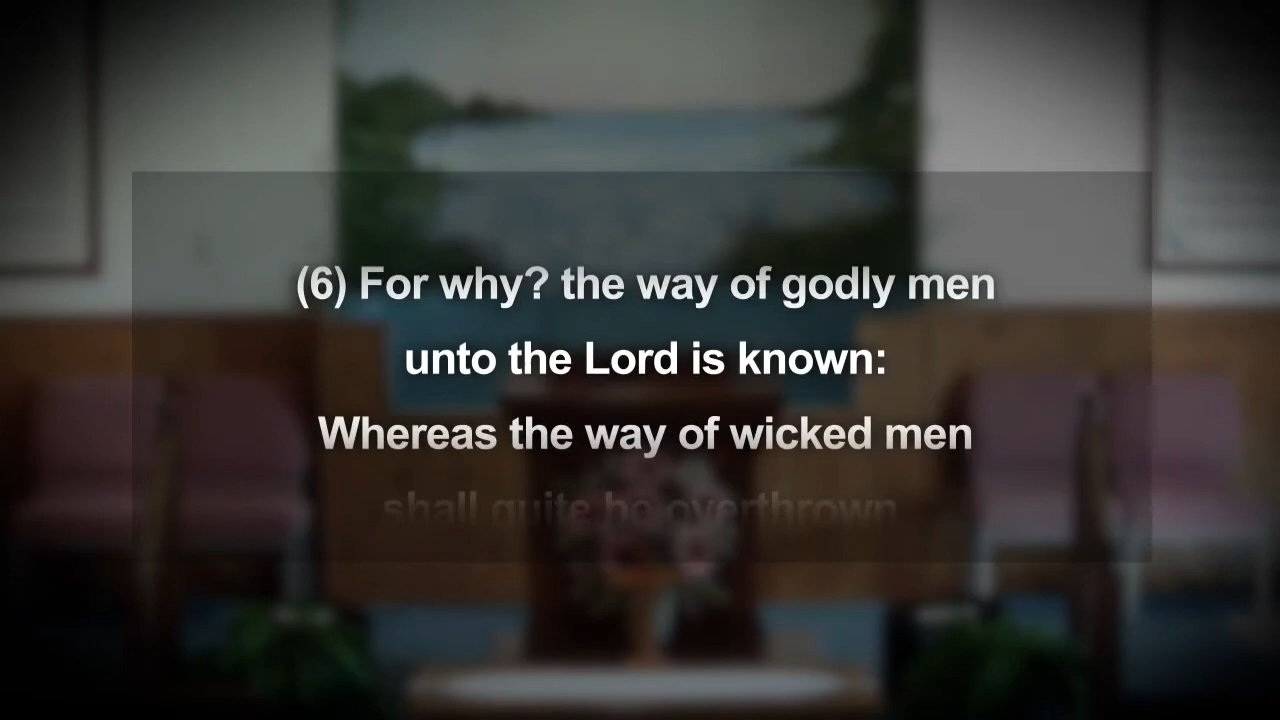 (6) For why? the way of godly men
unto the Lord is known:
Whereas the way of wicked men
shall quite be overthrown